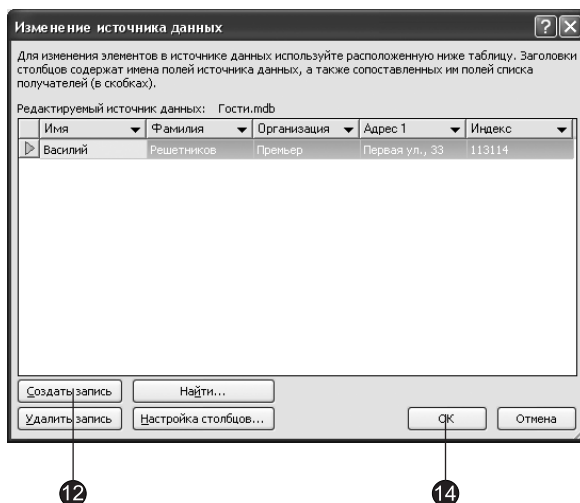 Изменение источника данных
Для изменения элементов в источнике данных используйте расположенную ниже таблицу. Заголовки
столбцов содержат имена полей источника данных, а также сопоставленных им полей списка
получателей (в скобках).
Редактируемый источник данных: Гости.mdb
Имя Фамилия Организация Адрес 1 Индекс
Василий Решетников Премьер Первая ул., 33 113114
Создать запись Найти...
Удалить запись Настройка столбцов... ОК Отмена
12 14